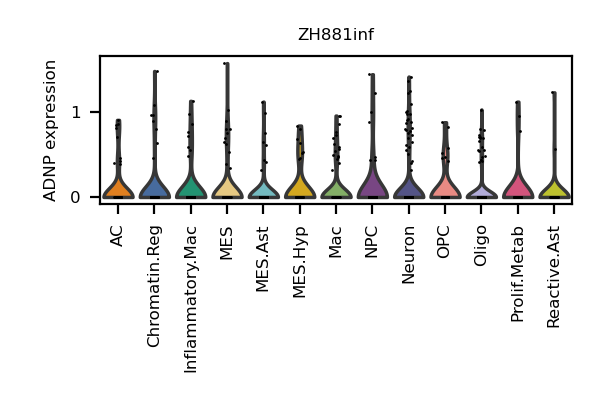 ZH881inf
ADNP expression
1
0
AC
Chromatin.Reg
Inflammatory.Mac
MES
MES.Ast
MES.Hyp
Mac
NPC
Neuron
OPC
Oligo
Prolif.Metab
Reactive.Ast